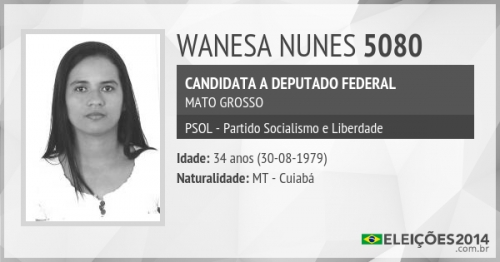 WANESA NUNES 5080
CANDIDATA A DEPUTADO FEDERAL
MATO GROSSO
PSOL - Partido Socialismo e Liberdade
Idade: 34 anos (30-08-1979)
Naturalidade: MT - Cuiabá
ELEIÇÕES2014
.com.br